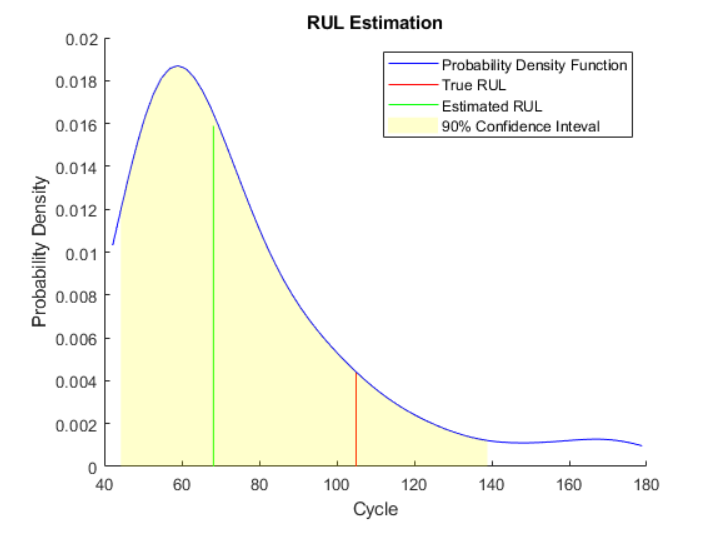 RUL Estimation
0.02
0.018
0.016
0.014
0.012
0.01
0.008
0.006
0.004
0.002
0
Probability Density
Probability Density Function
True RUL
Estimated RUL
90% Confidence Inteval
40 60 80 100 120 140 160 180
Cycle